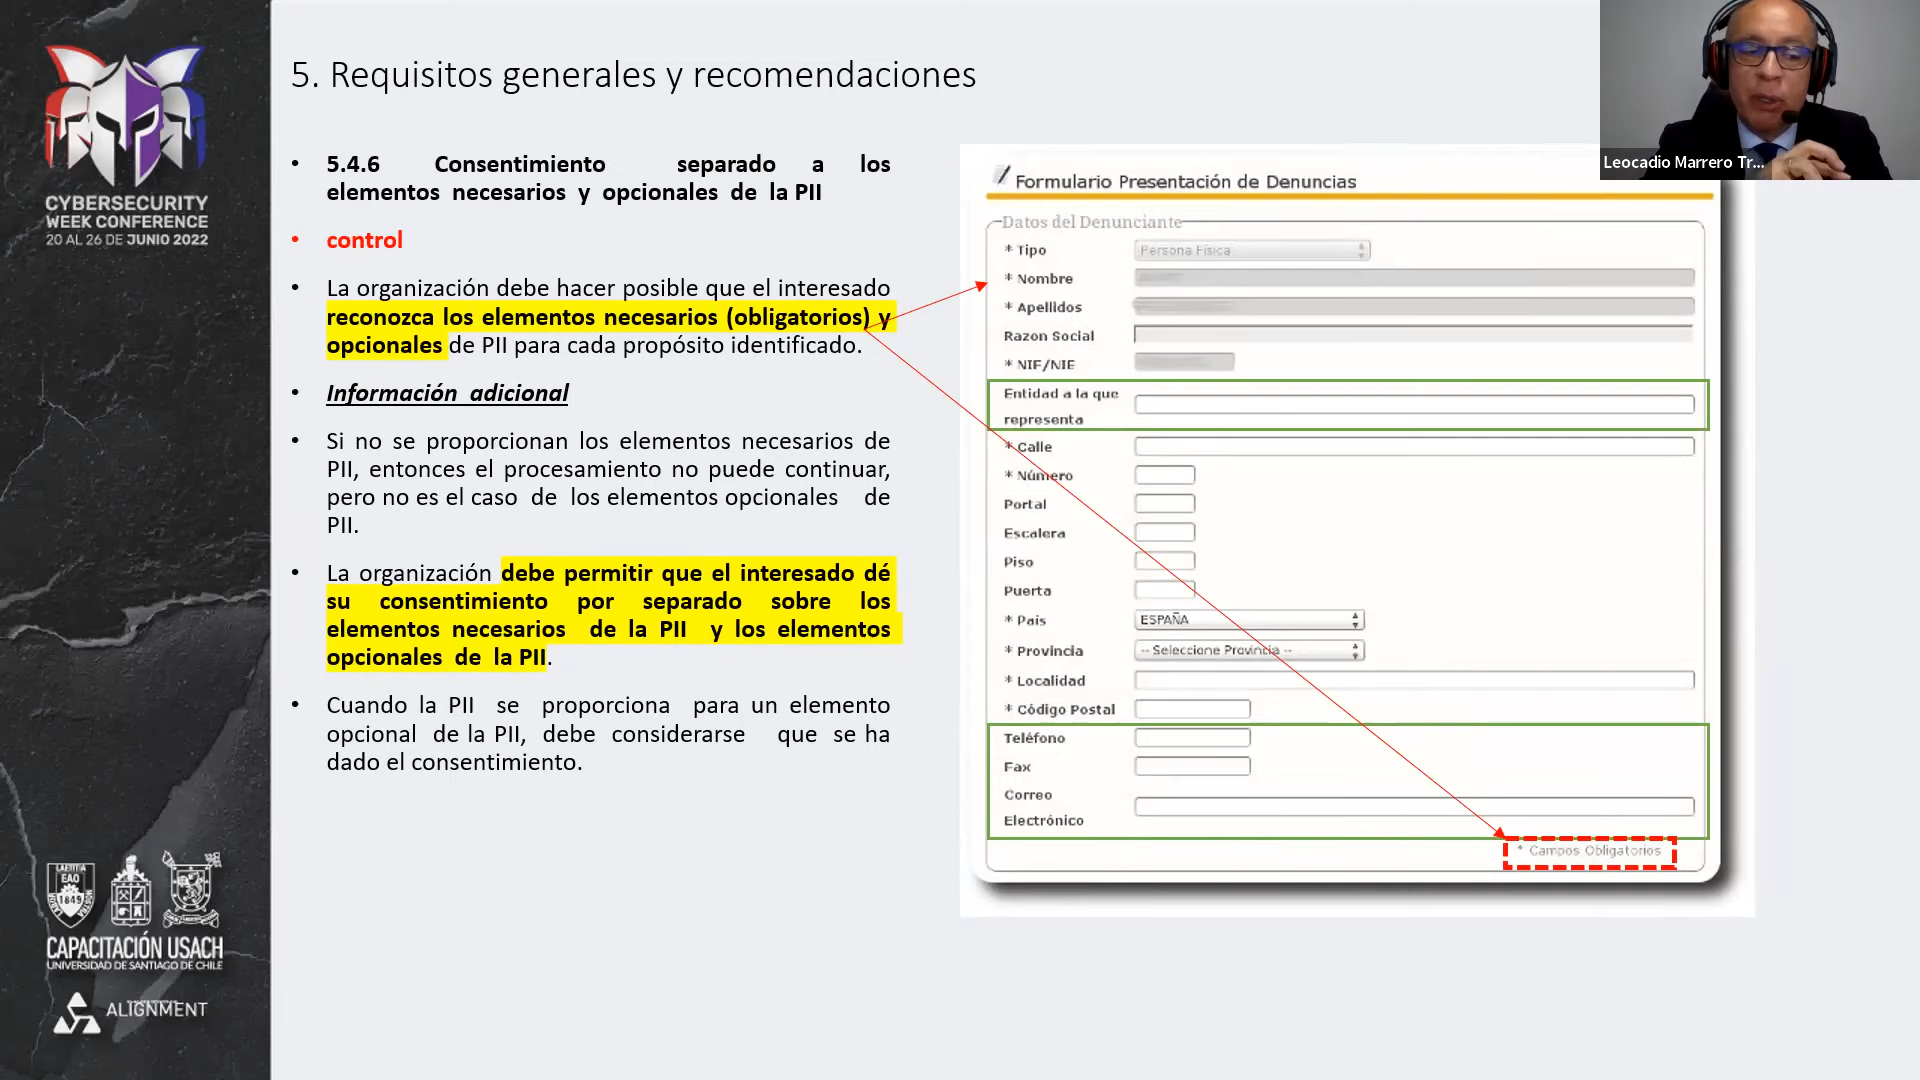 CYBERSECURITY
WEEK CONFERENCE
20 AL 26 DE JUNIO 2022
5. Requisitos generales y recomendaciones
• 5.4.6 Consentimiento separado a los
elementos necesarios y opcionales de la PII
• control
• La organización debe hacer posible que el interesado
reconozca los elementos necesarios (obligatorios) y
opcionales de PII para cada propósito identificado.
• Información adicional
• Si no se proporcionan los elementos necesarios de
PII, entonces el procesamiento no puede continuar,
pero no es el caso de los elementos opcionales de
PII.
• La organización debe permitir que el interesado dé
su consentimiento por separado sobre los
elementos necesarios de la PII y los elementos
opcionales de la PII.
• Cuando la PII se proporciona para un elemento
opcional de la PII, debe considerarse que se ha
dado el consentimiento.
Formulario Presentación de Denuncias
Datos del Denunciante
* Tipo Persona Física
* Nombre
* Apellidos
Razon Social
* NIF/NIE
Entidad a la que
representa
* Calle
* Número
Portal
Escalera
Piso
Puerta
* Pais ESPAÑA
* Provincia -- Seleccione Provincia --
* Localidad
* Código Postal
Teléfono
Fax
Correo
Electrónico
* Campos Obligatorios
Leocadio Marrero Tr...
LAETITIA
EAO
1849
CAPACITACIÓN USACH
UNIVERSIDAD DE SANTIAGO DE CHILE
ALIGNMENT